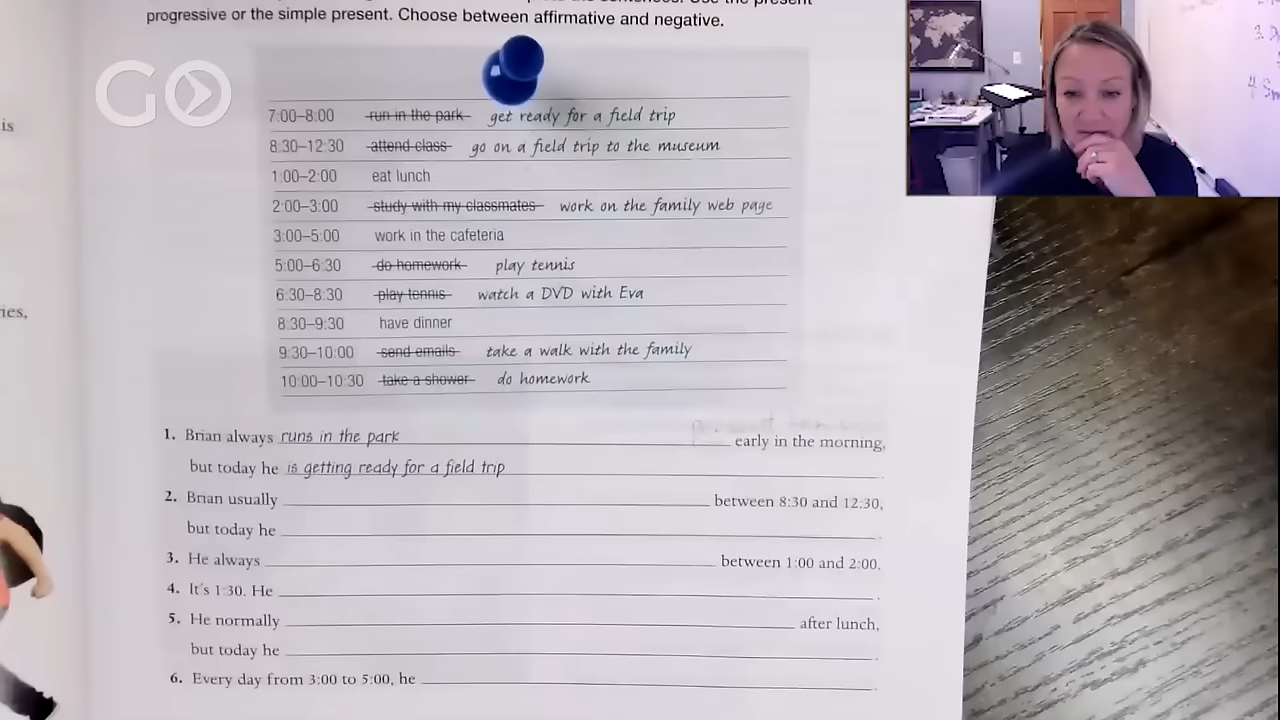 progressive or the simple present. Choose between affirmative and negative.
GO
is
7:00–8:00 run in the park get ready for a field trip
8:30–12:30 attend class go on a field trip to the museum
1:00–2:00 eat lunch
2:00–3:00 study with my classmates work on the family web page
3:00–5:00 work in the cafeteria
5:00–6:30 do homework play tennis
6:30–8:30 play tennis watch a DVD with Eva
8:30–9:30 have dinner
9:30–10:00 send emails take a walk with the family
10:00–10:30 take a shower do homework
ies,
1. Brian always runs in the park early in the morning,
but today he is getting ready for a field trip.
2. Brian usually between 8:30 and 12:30,
but today he .
3. He always between 1:00 and 2:00.
4. It's 1:30. He .
5. He normally after lunch,
but today he .
6. Every day from 3:00 to 5:00, he .